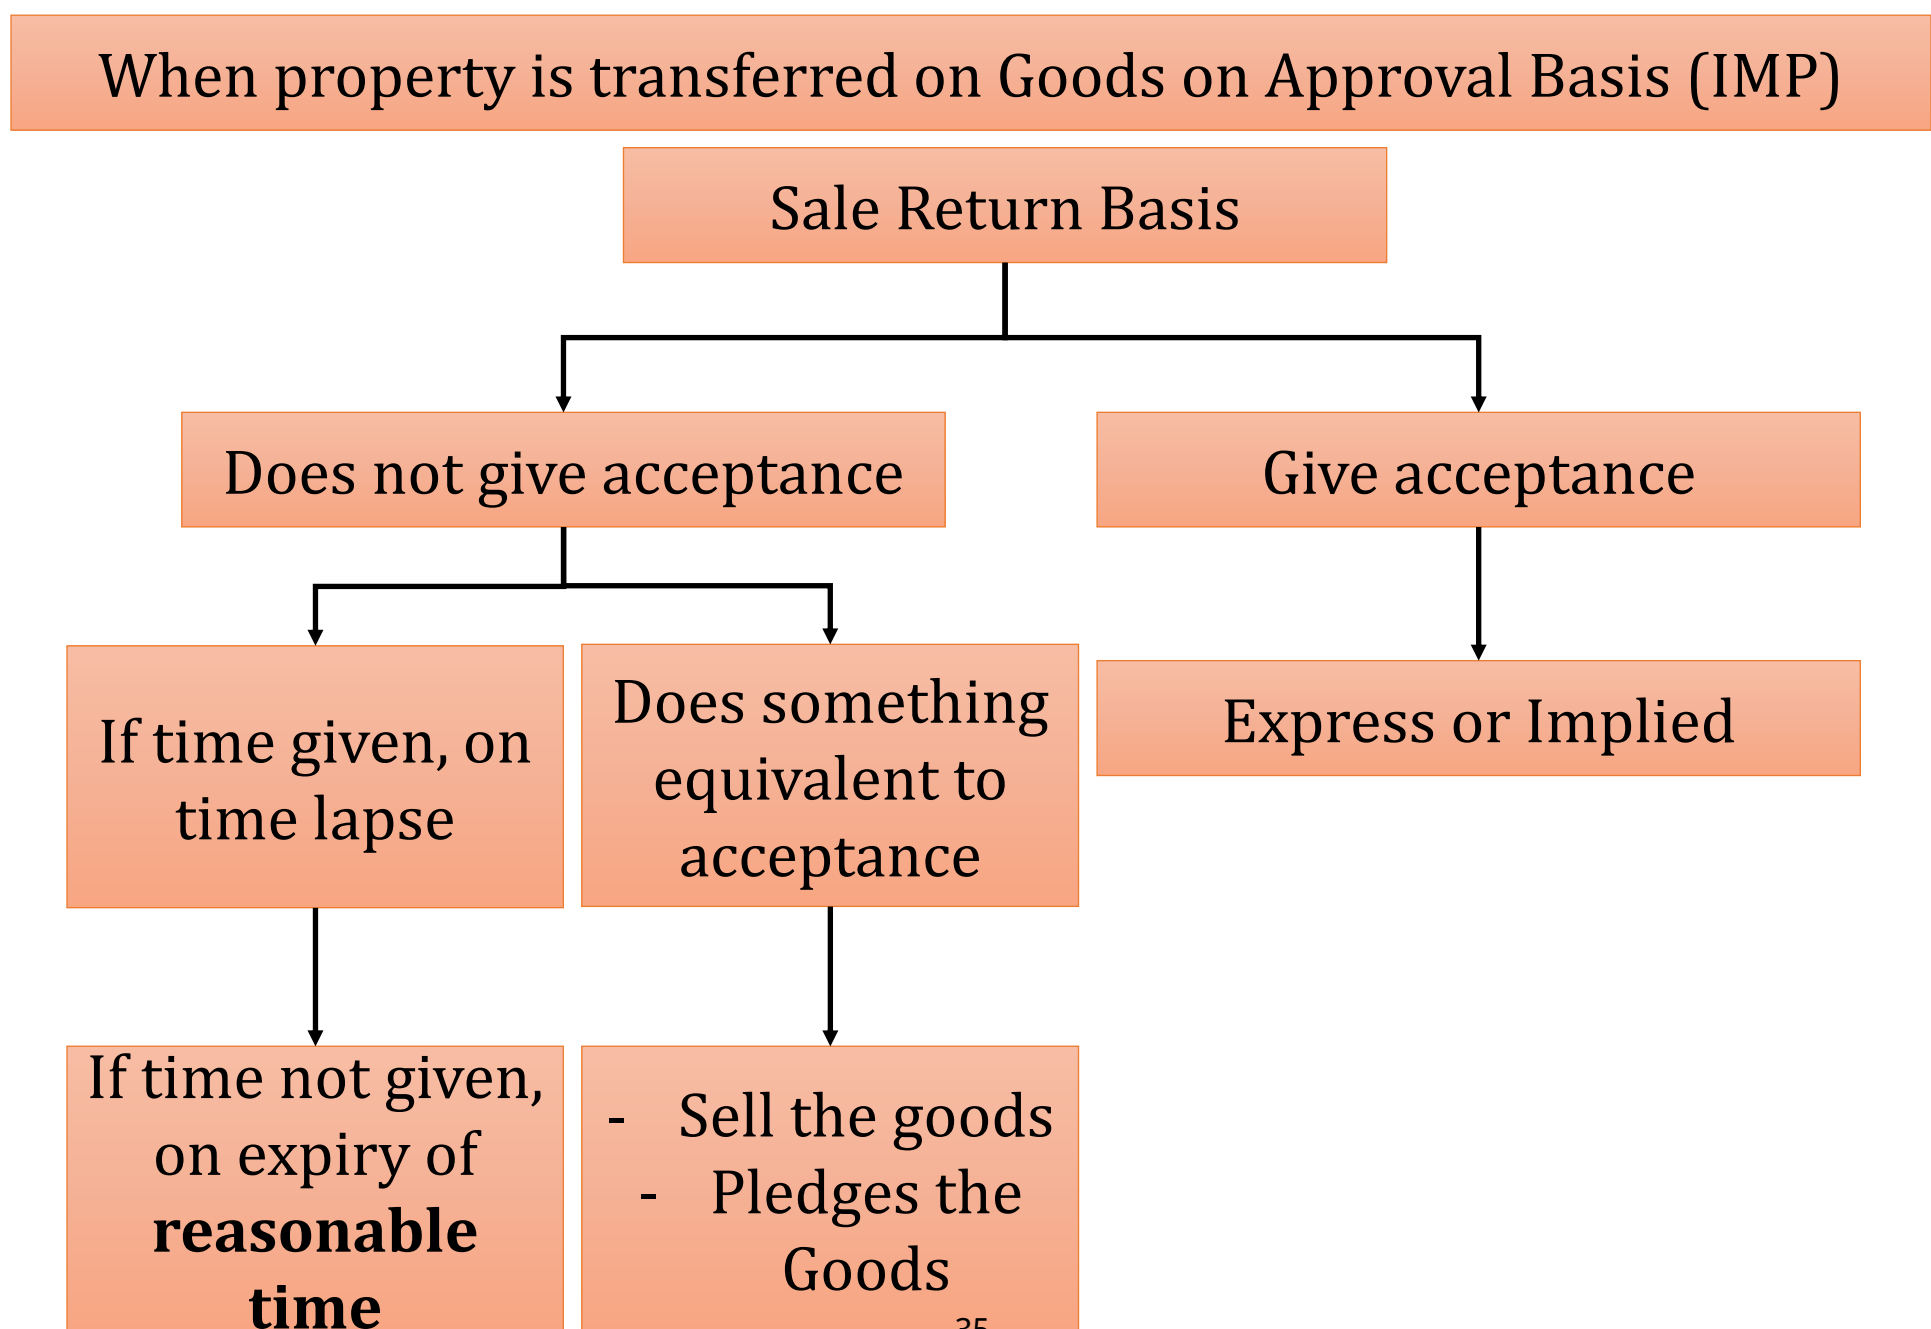 When property is transferred on Goods on Approval Basis (IMP)
Sale Return Basis
Does not give acceptance
Give acceptance
If time given, on
time lapse
Does something
equivalent to
acceptance
Express or Implied
If time not given,
on expiry of
reasonable
time
- Sell the goods
- Pledges the
Goods
35